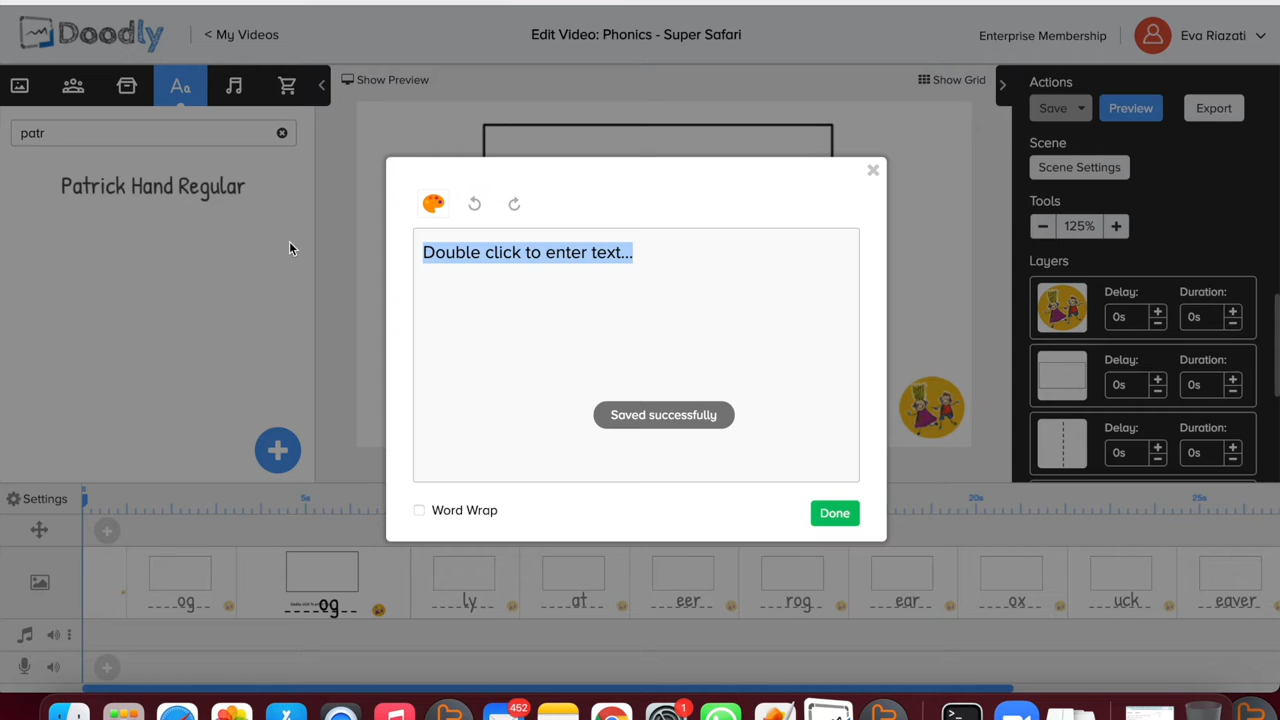 Doodly
< My Videos
Edit Video: Phonics - Super Safari
Enterprise Membership
Eva Riazati
Aa
Show Preview
Show Grid
Actions
Save
Preview
Export
patr
Patrick Hand Regular
Scene
Scene Settings
Tools
125%
Layers
Delay:
Duration:
0s
0s
Delay:
Duration:
0s
0s
Delay:
Duration:
0s
0s
Double click to enter text...
Saved successfully
Word Wrap
Done
Settings
5s
20s
25s
og
og
ly
at
eer
rog
ear
ox
uck
eaver
452
1